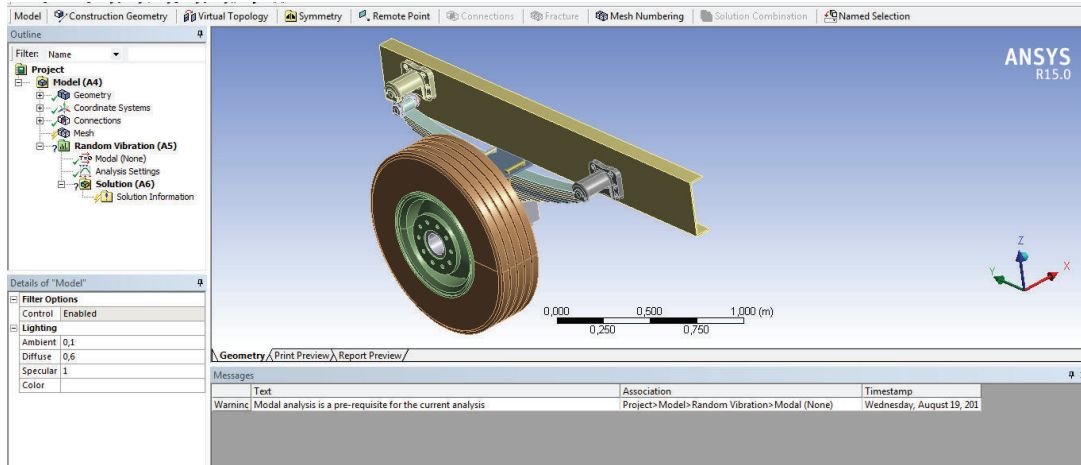 Model Construction Geometry Virtual Topology Symmetry Remote Point Connections Fracture Mesh Numbering Solution Combination Named Selection
Outline
Filter: Name
Project
Model (A4)
Geometry
Coordinate Systems
Connections
Mesh
Random Vibration (A5)
Modal (None)
Analysis Settings
Solution (A6)
Solution Information
ANSYS
R15.0
Z
Y
X
0,000 0,500 1,000 (m)
0,250 0,750
Details of "Model"
Filter Options
Control Enabled
Lighting
Ambient 0,1
Diffuse 0,6
Specular 1
Color
Geometry Print Preview Report Preview
Messages
Text Association Timestamp
Warninc Modal analysis is a pre-requisite for the current analysis Project>Model>Random Vibration>Modal (None) Wednesday, August 19, 201